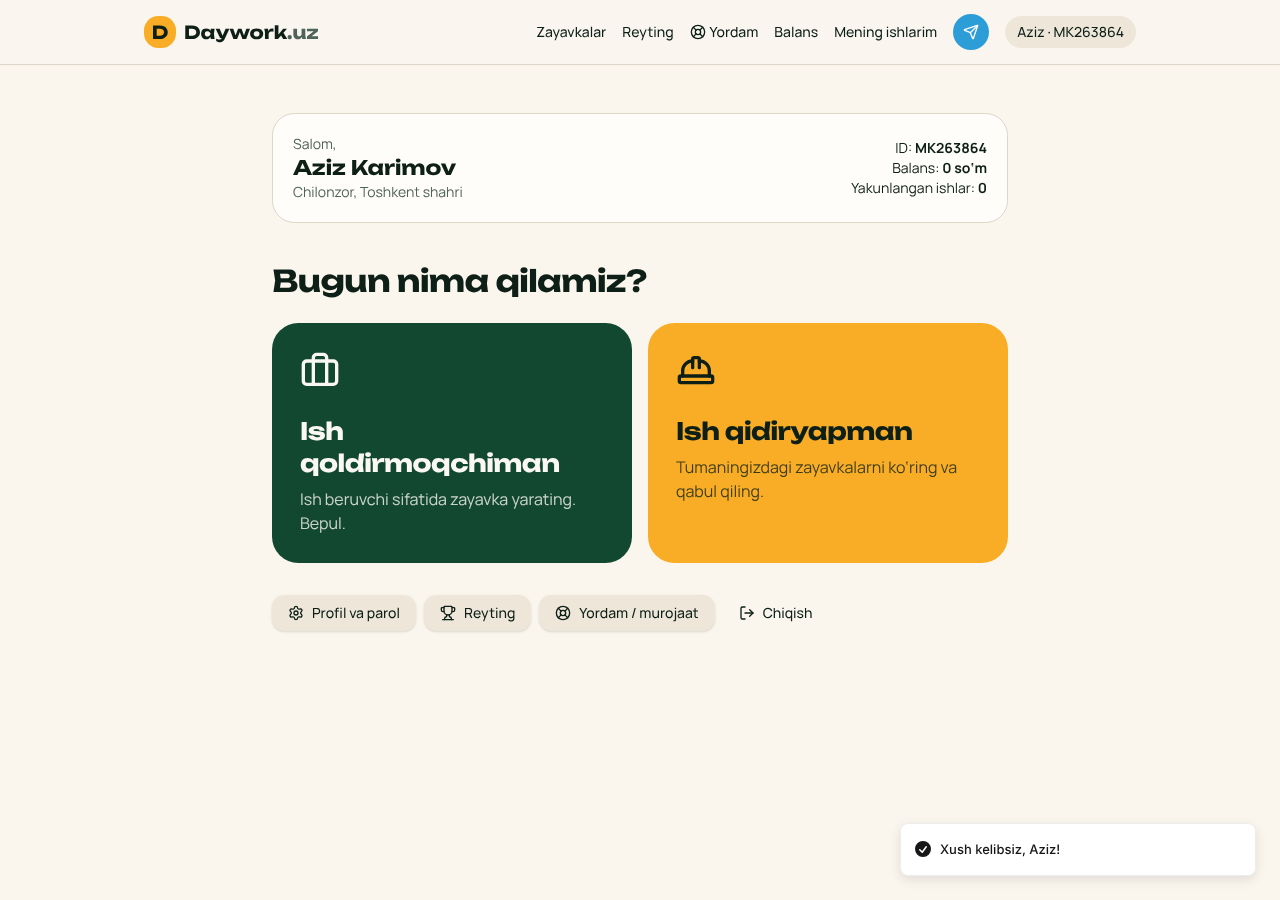 D Daywork.uz
Zayavkalar Reyting Yordam Balans Mening ishlarim Aziz · MK263864
Salom,
Aziz Karimov
Chilonzor, Toshkent shahri
ID: MK263864
Balans: 0 so'm
Yakunlangan ishlar: 0
Bugun nima qilamiz?
Ish
qoldirmoqchiman
Ish beruvchi sifatida zayavka yarating.
Bepul.
Ish qidiryapman
Tumaningizdagi zayavkalarni ko'ring va
qabul qiling.
Profil va parol Reyting Yordam / murojaat Chiqish
Xush kelibsiz, Aziz!